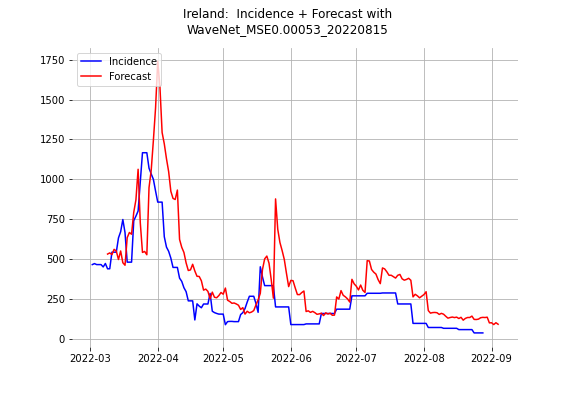 Ireland:  Incidence + Forecast with
WaveNet_MSE0.00053_20220815
Incidence
Forecast
1750
1500
1250
1000
750
500
250
0
2022-03 2022-04 2022-05 2022-06 2022-07 2022-08 2022-09